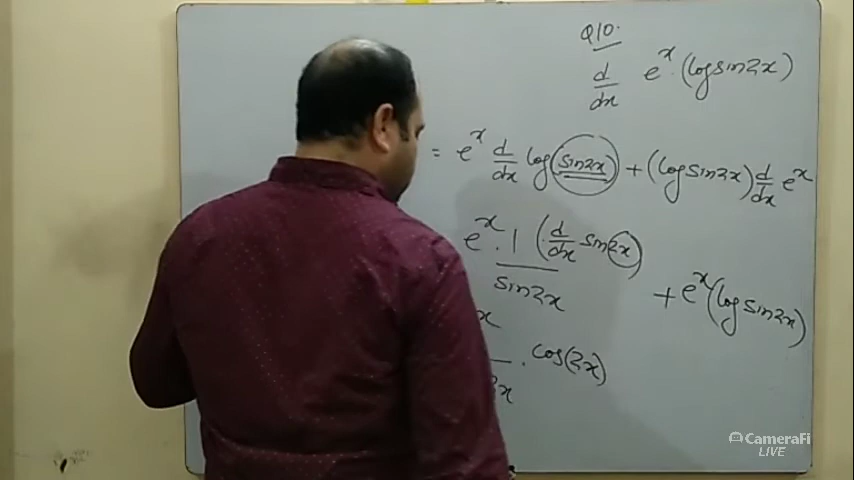 Q10.
d/dx e^x.(log sin2x)
= e^x d/dx log(sin2x) + (log sin2x) d/dx e^x
e^x . 1/sin2x (d/dx sin2x) + e^x (log sin2x)
x/2x . cos(2x)
CameraFi
LIVE